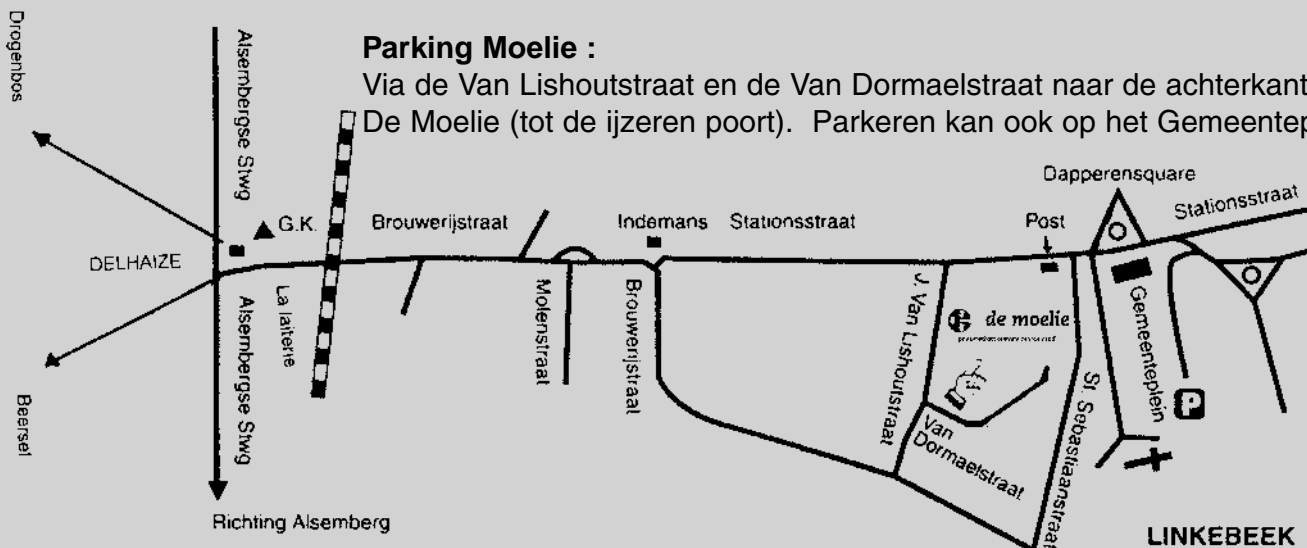 Parking Moelie :
Via de Van Lishoutstraat en de Van Dormaelstraat naar de achterkant
De Moelie (tot de ijzeren poort). Parkeren kan ook op het
Drogenbos
Alsembergse Stwg
Dapperensquare
G.K.
Brouwerijstraat
Indemans
Stationsstraat
Post
Stationsstraat
DELHAIZE
La laiterie
Alsembergse Stwg
Molenstraat
Brouwerijstraat
J. Van Lishoutstraat
de moelie
Gemeenteplein
P
Beersel
Van
Dormaelstraat
St. Sebastiaanstraat
Richting Alsemberg
LINKEBEEK